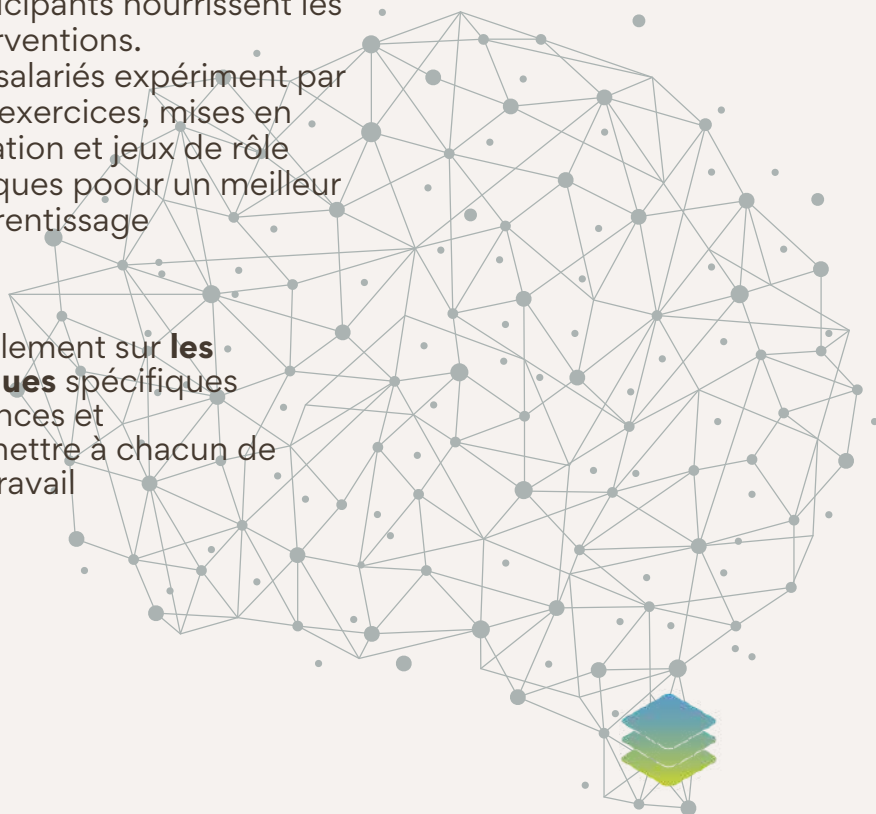 icipants nourrissent les
rventions.
salariés expériment par
exercices, mises en
ation et jeux de rôle
ques poour un meilleur
rentissage
lement sur les
ues spécifiques
nces et
mettre à chacun de
ravail